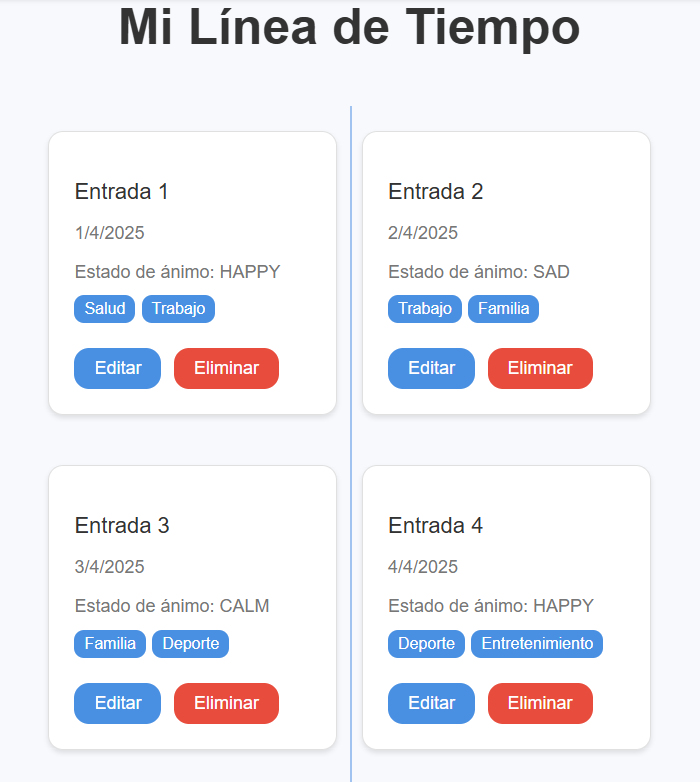 Mi Línea de Tiempo
Entrada 1
1/4/2025
Estado de ánimo: HAPPY
Salud Trabajo
Editar Eliminar
Entrada 2
2/4/2025
Estado de ánimo: SAD
Trabajo Familia
Editar Eliminar
Entrada 3
3/4/2025
Estado de ánimo: CALM
Familia Deporte
Editar Eliminar
Entrada 4
4/4/2025
Estado de ánimo: HAPPY
Deporte Entretenimiento
Editar Eliminar